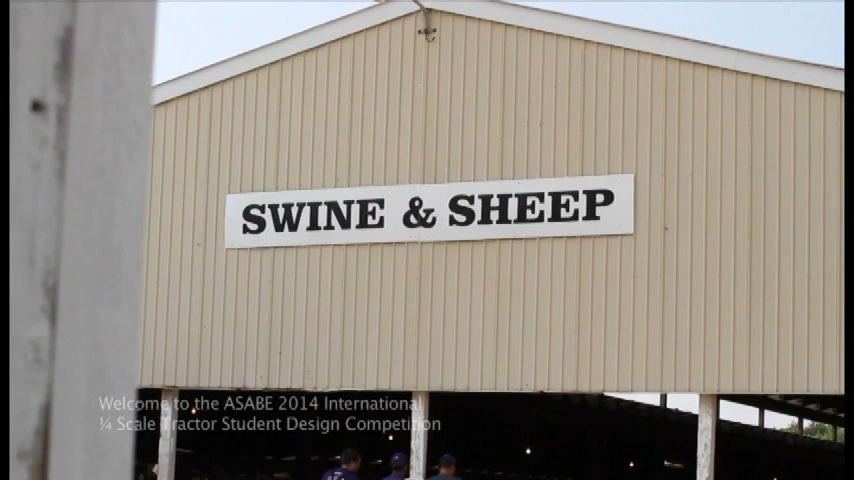 SWINE & SHEEP
Welcome to the ASABE 2014 International
¼ Scale Tractor Student Design Competition